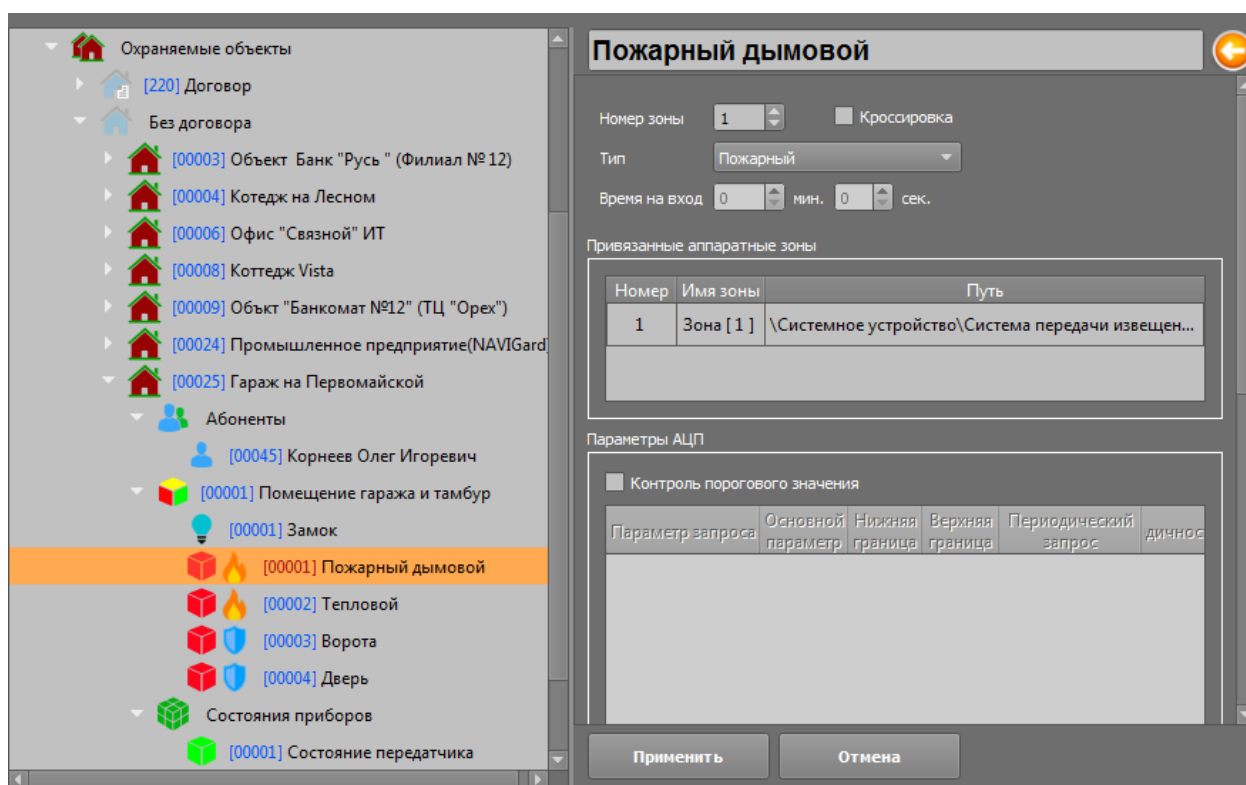 Охраняемые объекты
[220] Договор
Без договора
[00003] Объект Банк "Русь " (Филиал №12)
[00004] Котедж на Лесном
[00006] Офис "Связной" ИТ
[00008] Коттедж Vista
[00009] Объкт "Банкомат №12" (ТЦ "Орех")
[00024] Промышленное предприятие(NAVIGard)
[00025] Гараж на Первомайской
Абоненты
[00045] Корнеев Олег Игоревич
[00001] Помещение гаража и тамбур
[00001] Замок
[00001] Пожарный дымовой
[00002] Тепловой
[00003] Ворота
[00004] Дверь
Состояния приборов
[00001] Состояние передатчика
Пожарный дымовой
Номер зоны 1 Кроссировка
Тип Пожарный
Время на вход 0 мин. 0 сек.
Привязанные аппаратные зоны
Номер Имя зоны Путь
1 Зона [ 1 ] \Системное устройство\Система передачи извещен...
Параметры АЦП
Контроль порогового значения
Параметр запроса Основной параметр Нижняя граница Верхняя граница Периодический запрос дичнос
Применить Отмена